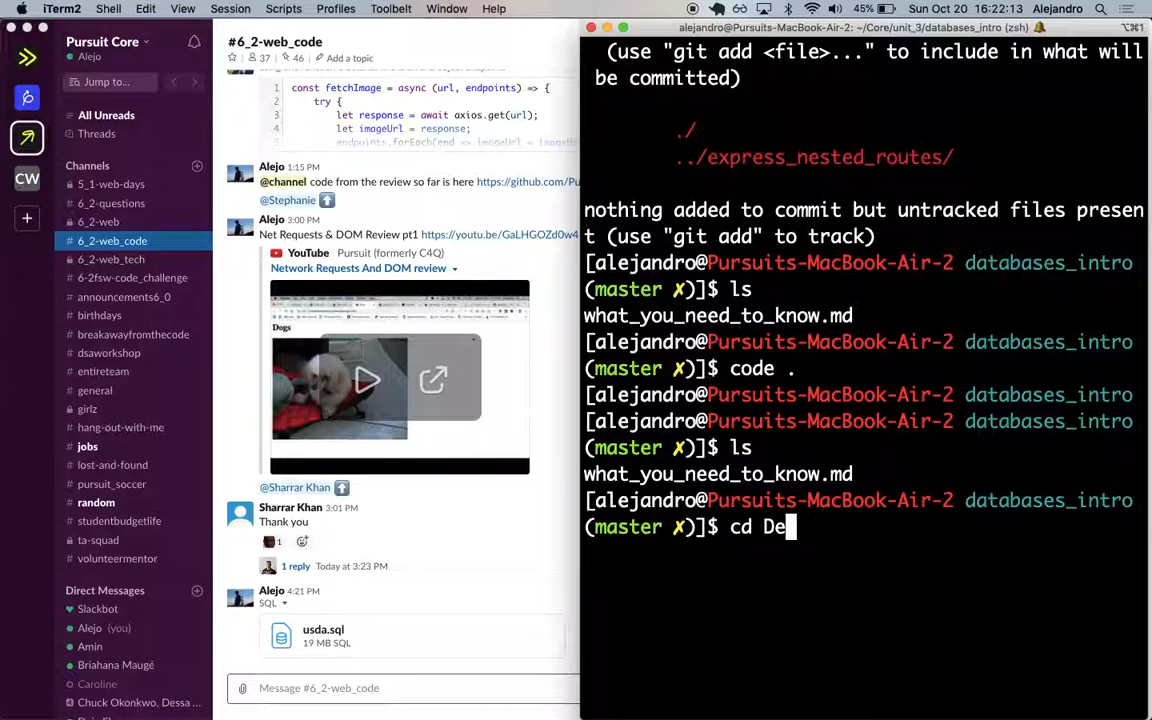 iTerm2 Shell Edit View Session Scripts Profiles Toolbelt Window Help 45% Sun Oct 20 16:22:13 Alejandro
Pursuit Core
Alejo
Jump to...
All Unreads
Threads
Channels
5_1-web-days
6_2-questions
6_2-web
6_2-web_code
6_2-web_tech
6-2fsw-code_challenge
announcements6_0
birthdays
breakawayfromthecode
dsaworkshop
entireteam
general
girlz
hang-out-with-me
jobs
lost-and-found
pursuit_soccer
random
studentbudgetlife
ta-squad
volunteermentor
Direct Messages
Slackbot
Alejo (you)
Amin
Briahana Maugé
Caroline
Chuck Okonkwo, Dessa ...
CW
#6_2-web_code
37 46 Add a topic
1 const fetchImage = async (url, endpoints) => {
2 try {
3 let response = await axios.get(url);
4 let imageUrl = response;
5 endpoints.forEach(end => imageUrl = image
Alejo 1:15 PM
@channel code from the review so far is here https://github.com/Pu
@Stephanie
Alejo 3:00 PM
Net Requests & DOM Review pt1 https://youtu.be/GaLHGOZd0w4
YouTube Pursuit (formerly C4Q)
Network Requests And DOM review
Dogs
@Sharrar Khan
Sharrar Khan 3:01 PM
Thank you
1
1 reply Today at 3:23 PM
Alejo 4:21 PM
SQL
usda.sql
19 MB SQL
Message #6_2-web_code
alejandro@Pursuits-MacBook-Air-2: ~/Core/unit_3/databases_intro (zsh) ⌥⌘1
(use "git add <file>..." to include in what will
be committed)
./
../express_nested_routes/
nothing added to commit but untracked files presen
t (use "git add" to track)
[alejandro@Pursuits-MacBook-Air-2 databases_intro
(master ✗)]$ ls
what_you_need_to_know.md
[alejandro@Pursuits-MacBook-Air-2 databases_intro
(master ✗)]$ code .
[alejandro@Pursuits-MacBook-Air-2 databases_intro
[alejandro@Pursuits-MacBook-Air-2 databases_intro
(master ✗)]$ ls
what_you_need_to_know.md
[alejandro@Pursuits-MacBook-Air-2 databases_intro
(master ✗)]$ cd De